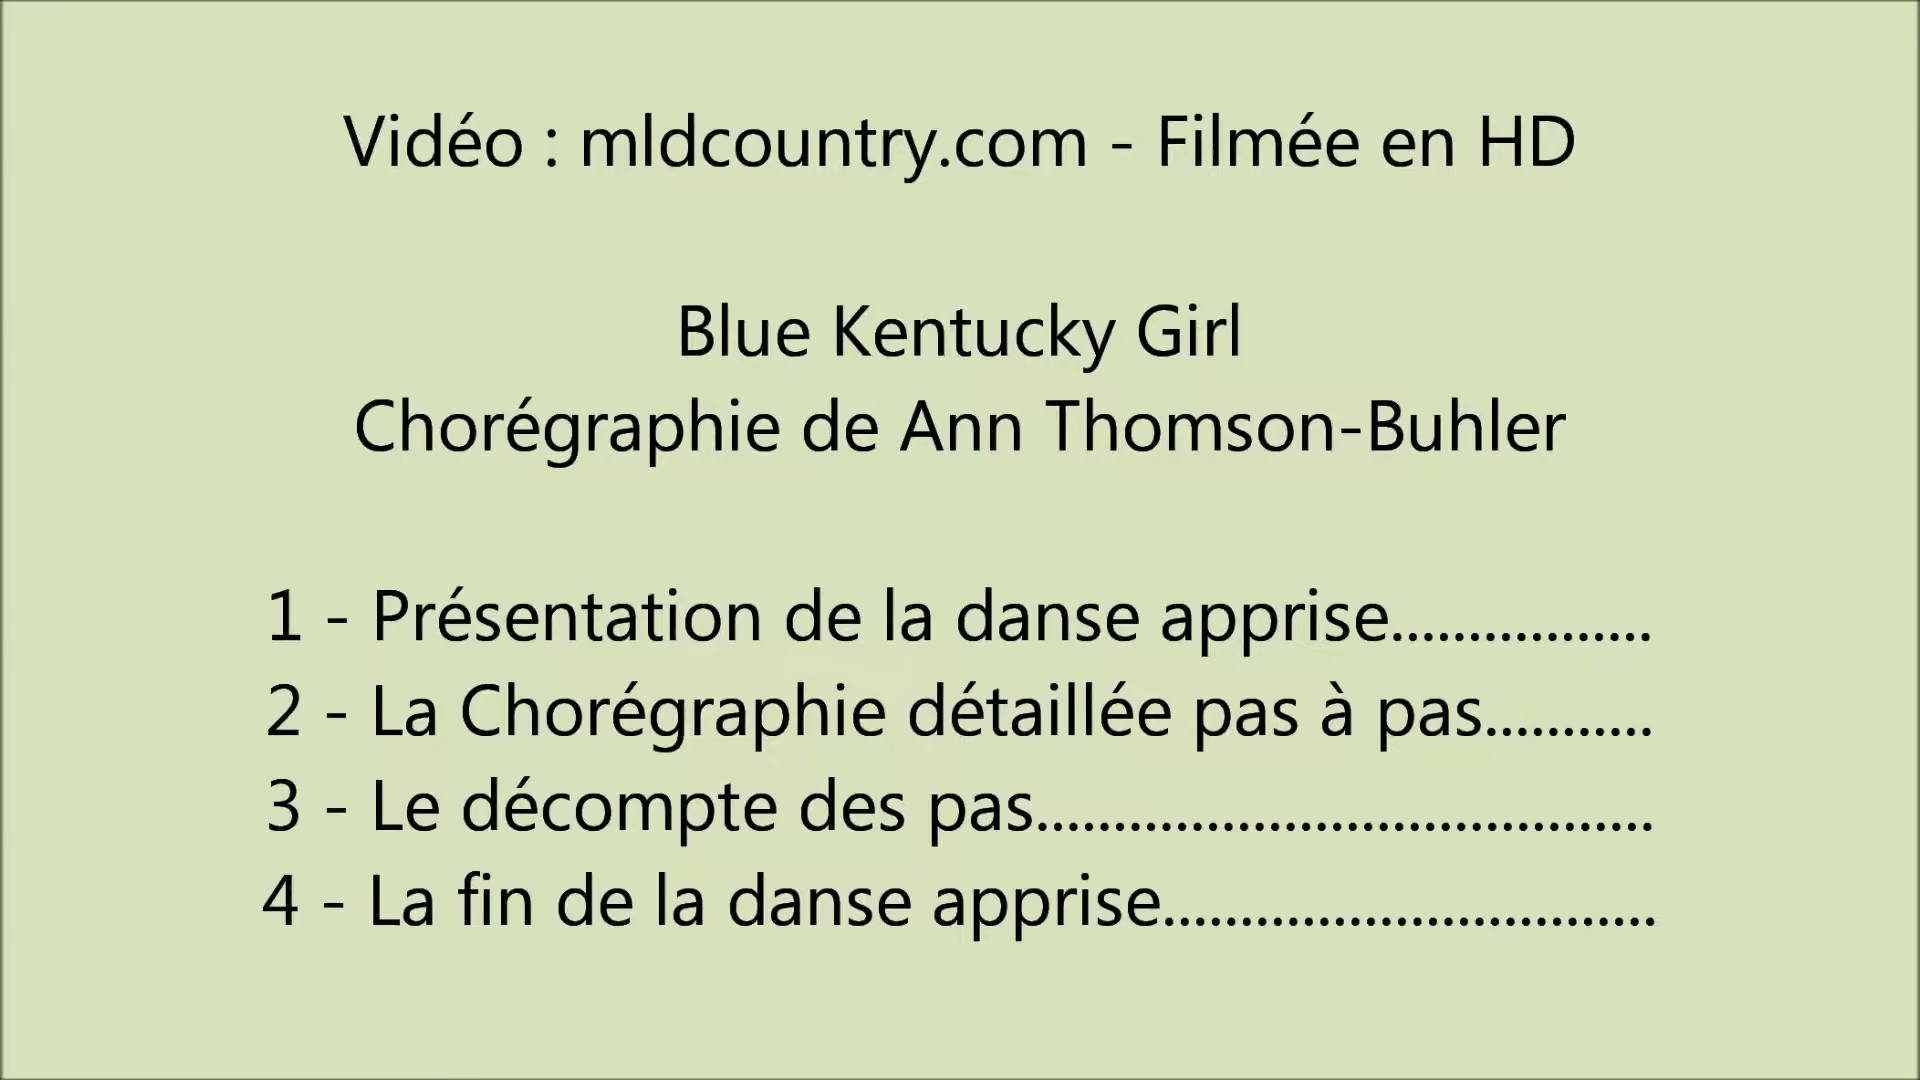 Vidéo : mldcountry.com - Filmée en HD
Blue Kentucky Girl
Chorégraphie de Ann Thomson-Buhler
1 - Présentation de la danse apprise.................
2 - La Chorégraphie détaillée pas à pas...........
3 - Le décompte des pas........................................
4 - La fin de la danse apprise................................